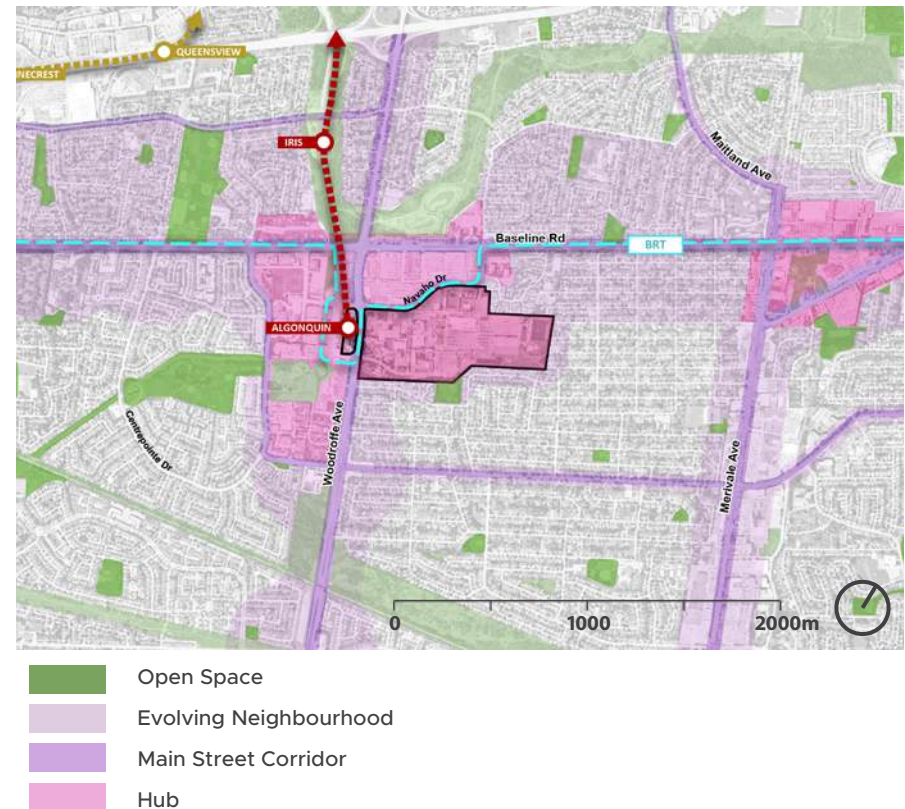 QUEENSVIEW
NECREST
IRIS
Maitland Ave
Baseline Rd
BRT
Navaho Dr
ALGONQUIN
Centrepointe Dr
Woodroffe Ave
Merivale Ave
0 1000 2000m
Open Space
Evolving Neighbourhood
Main Street Corridor
Hub